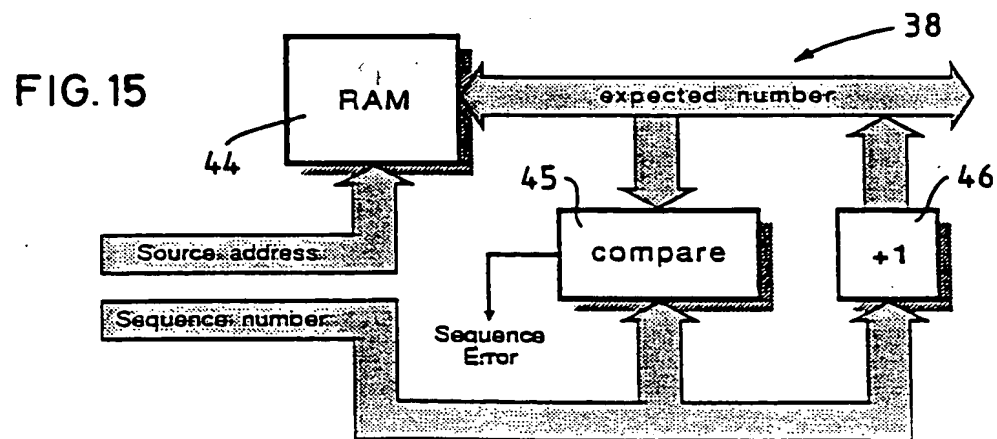 38
FIG.15
RAM
expected number
44
45
46
compare
+1
Source address
Sequence number
Sequence
Error